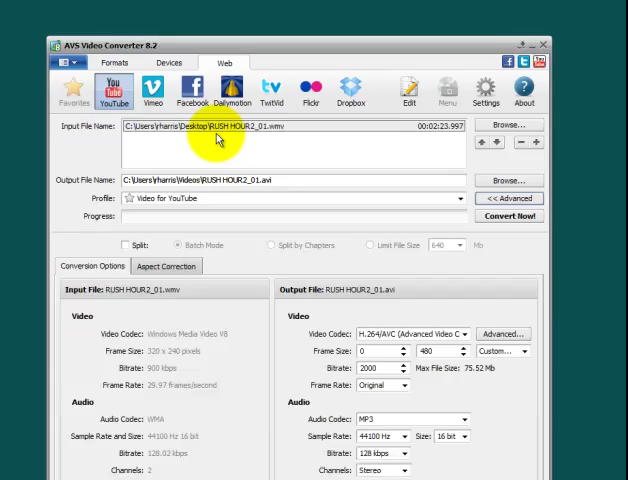 AVS Video Converter 8.2
Formats Devices Web
Favorites YouTube Vimeo Facebook Dailymotion TwitVid Flickr Dropbox Edit Menu Settings About
Input File Name: C:\Users\rharris\Desktop\RUSH HOUR2_01.wmv 00:02:23.997 Browse...
Output File Name: C:\Users\rharris\Videos\RUSH HOUR2_01.avi Browse...
Profile: Video for YouTube << Advanced
Progress: Convert Now!
Split: Batch Mode Split by Chapters Limit File Size 640 Mb
Conversion Options Aspect Correction
Input File: RUSH HOUR2_01.wmv Output File: RUSH HOUR2_01.avi
Video Video
Video Codec: Windows Media Video V8 Video Codec: H.264/AVC (Advanced Video C Advanced...
Frame Size: 320 x 240 pixels Frame Size: 0 480 Custom...
Bitrate: 900 kbps Bitrate: 2000 Max File Size: 75.52 Mb
Frame Rate: 29.97 frames/second Frame Rate: Original
Audio Audio
Audio Codec: WMA Audio Codec: MP3
Sample Rate and Size: 44100 Hz 16 bit Sample Rate: 44100 Hz Size: 16 bit
Bitrate: 128.02 kbps Bitrate: 128 kbps
Channels: 2 Channels: Stereo